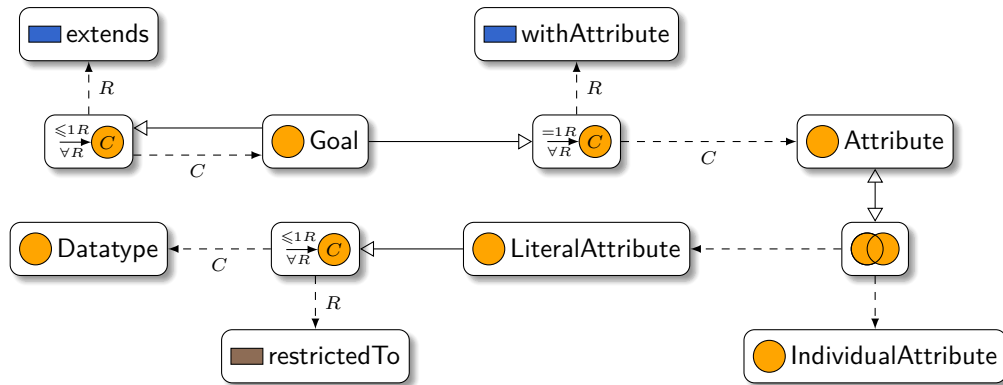 extends
withAttribute
R
R
⩽1R
∀R
C
Goal
=1R
∀R
C
Attribute
C
C
Datatype
⩽1R
∀R
C
LiteralAttribute
C
R
restrictedTo
IndividualAttribute